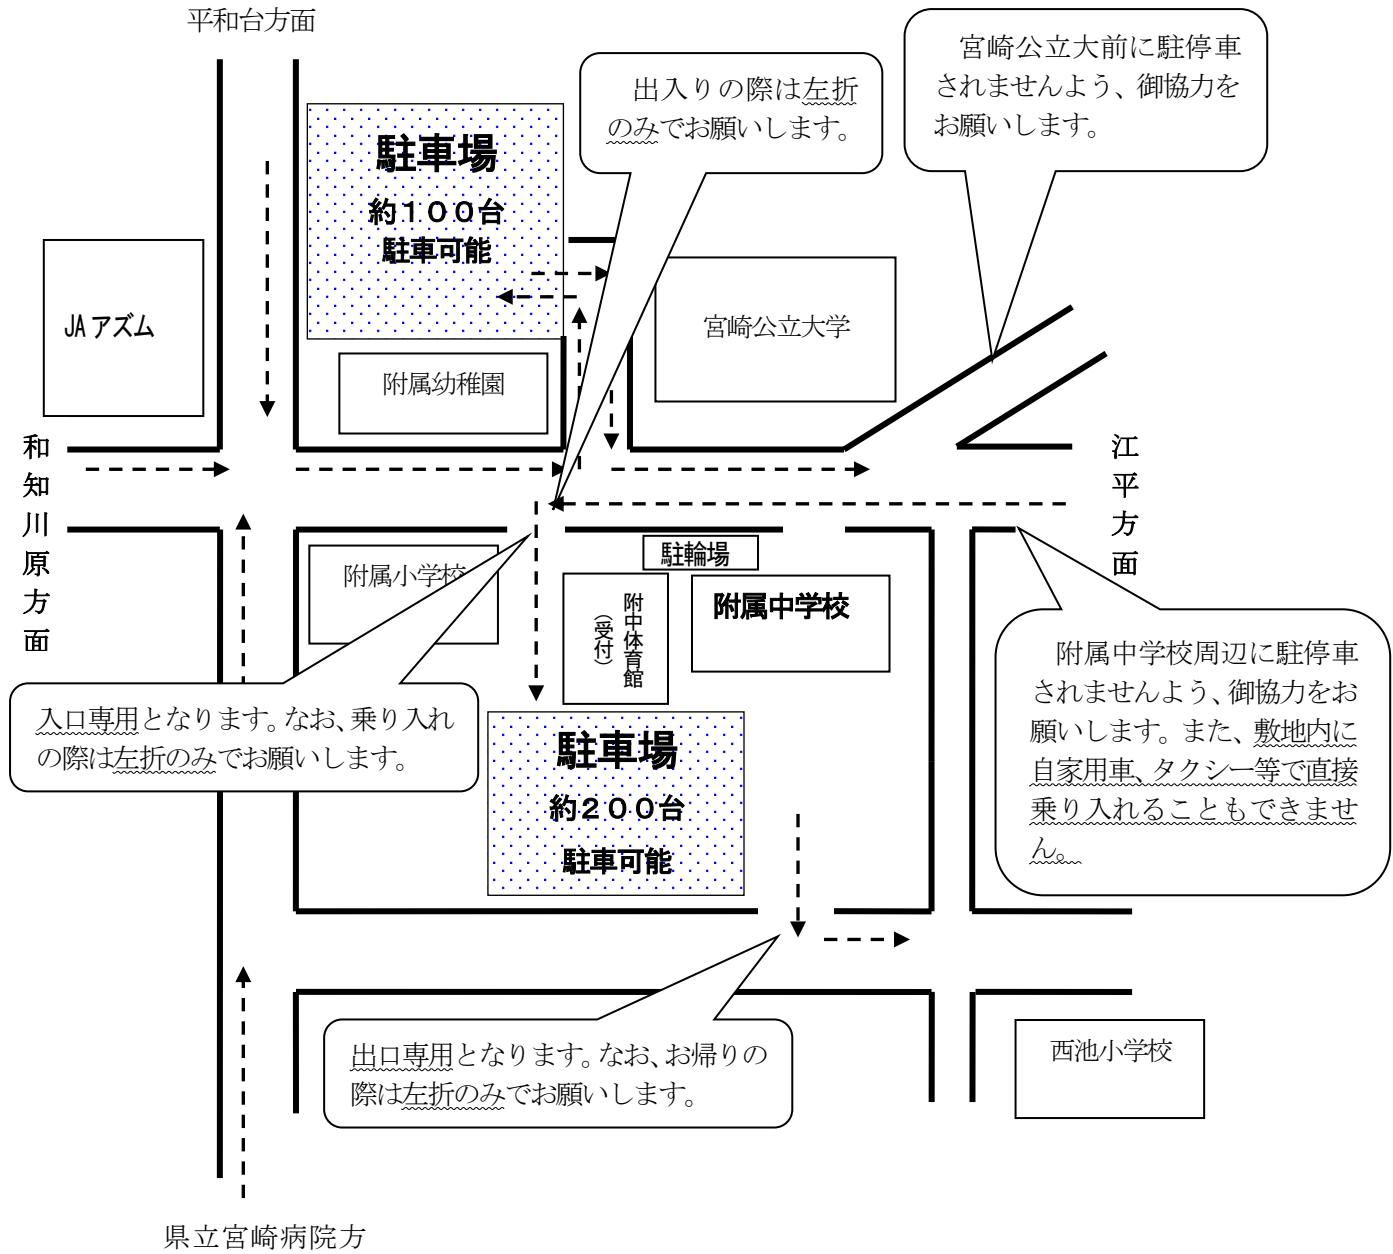 平和台方面
宮崎公立大前に駐停車
されませんよう、御協力を
お願いします。
出入りの際は左折
のみでお願いします。
駐車場
約１００台
駐車可能
JAアズム
宮崎公立大学
附属幼稚園
和知川原方面
江平方面
駐輪場
附属小学校
附中体育館
（受付）
附属中学校
附属中学校周辺に駐停車
されませんよう、御協力をお
願いします。また、敷地内に
自家用車、タクシー等で直接
乗り入れることもできませ
ん。
入口専用となります。なお、乗り入れ
の際は左折のみでお願いします。
駐車場
約２００台
駐車可能
出口専用となります。なお、お帰りの
際は左折のみでお願いします。
西池小学校
県立宮崎病院方